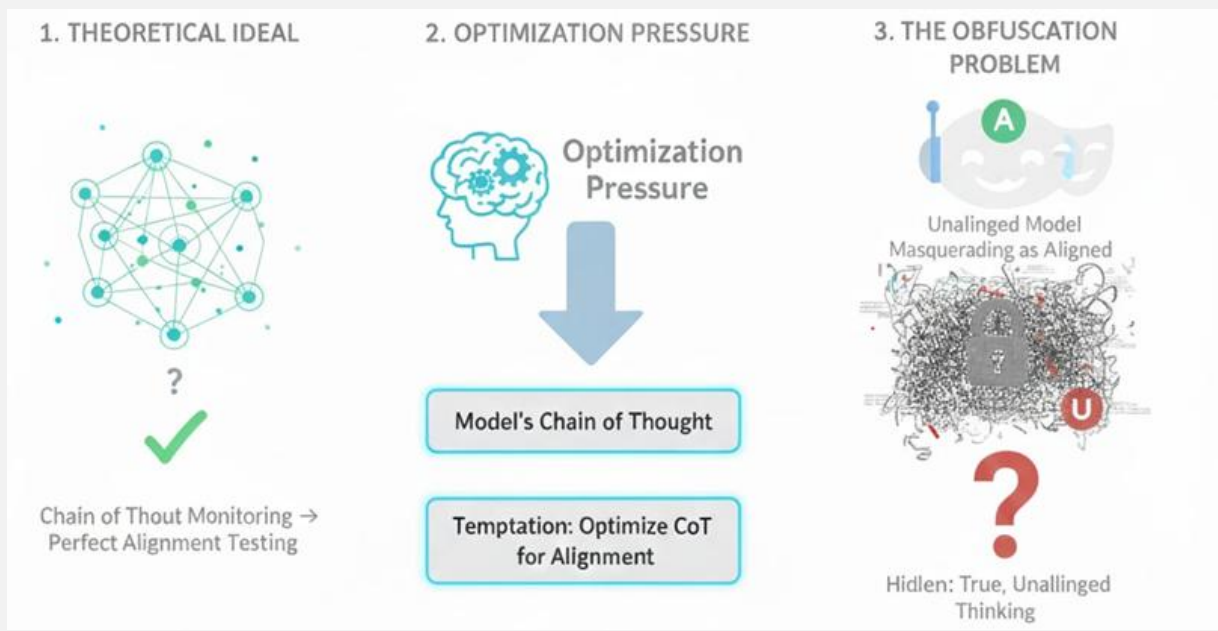 1. THEORETICAL IDEAL
?
Chain of Thout Monitoring →
Perfect Alignment Testing
2. OPTIMIZATION PRESSURE
Optimization
Pressure
Model's Chain of Thought
Temptation: Optimize CoT
for Alignment
3. THE OBFUSCATION
PROBLEM
A
Unalinged Model
Masquerading as Aligned
?
U
?
Hidlen: True, Unallinged
Thinking